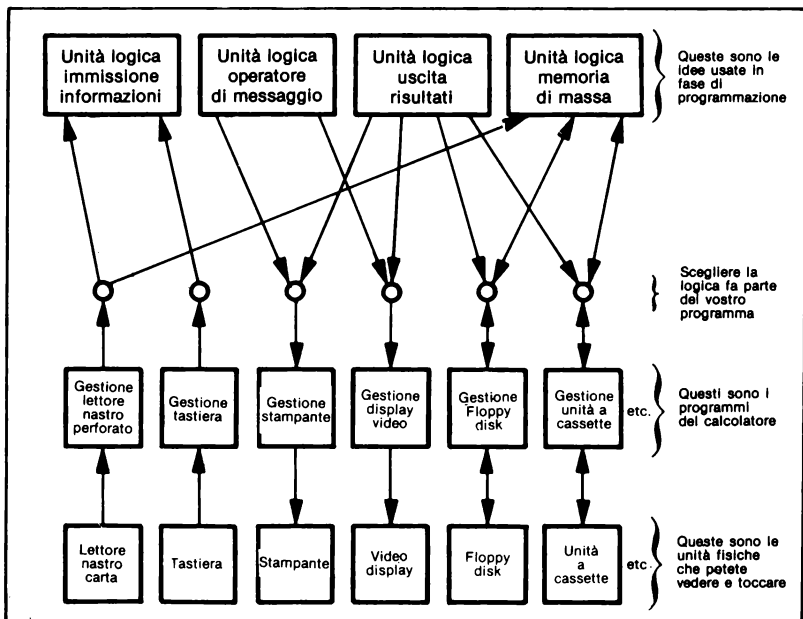 Unità logica
immissione
informazioni
Unità logica
operatore
di messaggio
Unità logica
uscita
risultati
Unità logica
memoria
di massa
Queste sono le
idee usate in
fase di
programmazione
Scegliere la
logica fa parte
del vostro
programma
Gestione
lettore
nastro
perforato
Gestione
tastiera
Gestione
stampante
Gestione
display
video
Gestione
Floppy
disk
Gestione
unità a
cassette
etc.
Questi sono i
programmi
del calcolatore
Lettore
nastro
carta
Tastiera
Stampante
Video
display
Floppy
disk
Unità
a
cassette
etc.
Queste sono le
unità fisiche
che potete
vedere e toccare